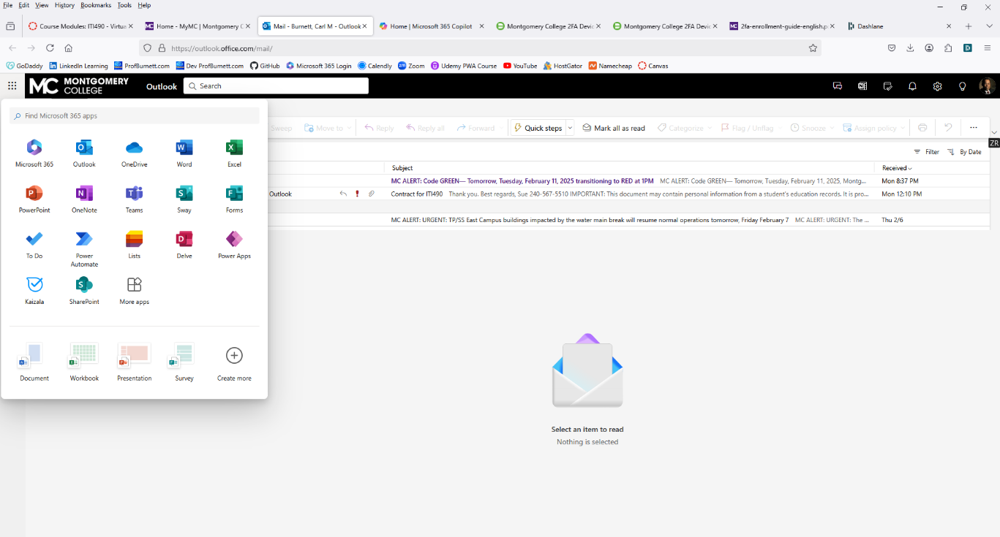 File Edit View History Bookmarks Tools Help
Course Modules: ITI490 - Virtua
Home - MyMC | Montgomery C
Mail - Burnett, Carl M - Outlook
Home | Microsoft 365 Copilot
Montgomery College 2FA Devic
Montgomery College 2FA Devic
2fa-enrollment-guide-english.p
Dashlane
https://outlook.office.com/mail/
GoDaddy LinkedIn Learning ProfBurnett.com Dev ProfBurnett.com GitHub Microsoft 365 Login Calendly Zoom Udemy PWA Course YouTube HostGator Namecheap Canvas
MC MONTGOMERY COLLEGE Outlook Search
Find Microsoft 365 apps
Sweep Move to Reply Reply all Forward Quick steps Mark all as read Categorize Flag / Unflag Snooze Assign policy
ZR
Filter By Date
Subject Received
MC ALERT: Code GREEN— Tomorrow, Tuesday, February 11, 2025 transitioning to RED at 1PM MC ALERT: Code GREEN— Tomorrow, Tuesday, February 11, 2025, Montg... Mon 8:37 PM
Outlook Contract for ITI490 Thank you. Best regards, Sue 240-567-5510 IMPORTANT: This document may contain personal information from a student's education records. It is pro... Mon 12:10 PM
MC ALERT: URGENT: TP/SS East Campus buildings impacted by the water main break will resume normal operations tomorrow, Friday February 7 MC ALERT: URGENT: The ... Thu 2/6
Microsoft 365 Outlook OneDrive Word Excel
PowerPoint OneNote Teams Sway Forms
To Do Power Automate Lists Delve Power Apps
Kaizala SharePoint More apps
Document Workbook Presentation Survey Create more
Select an item to read
Nothing is selected